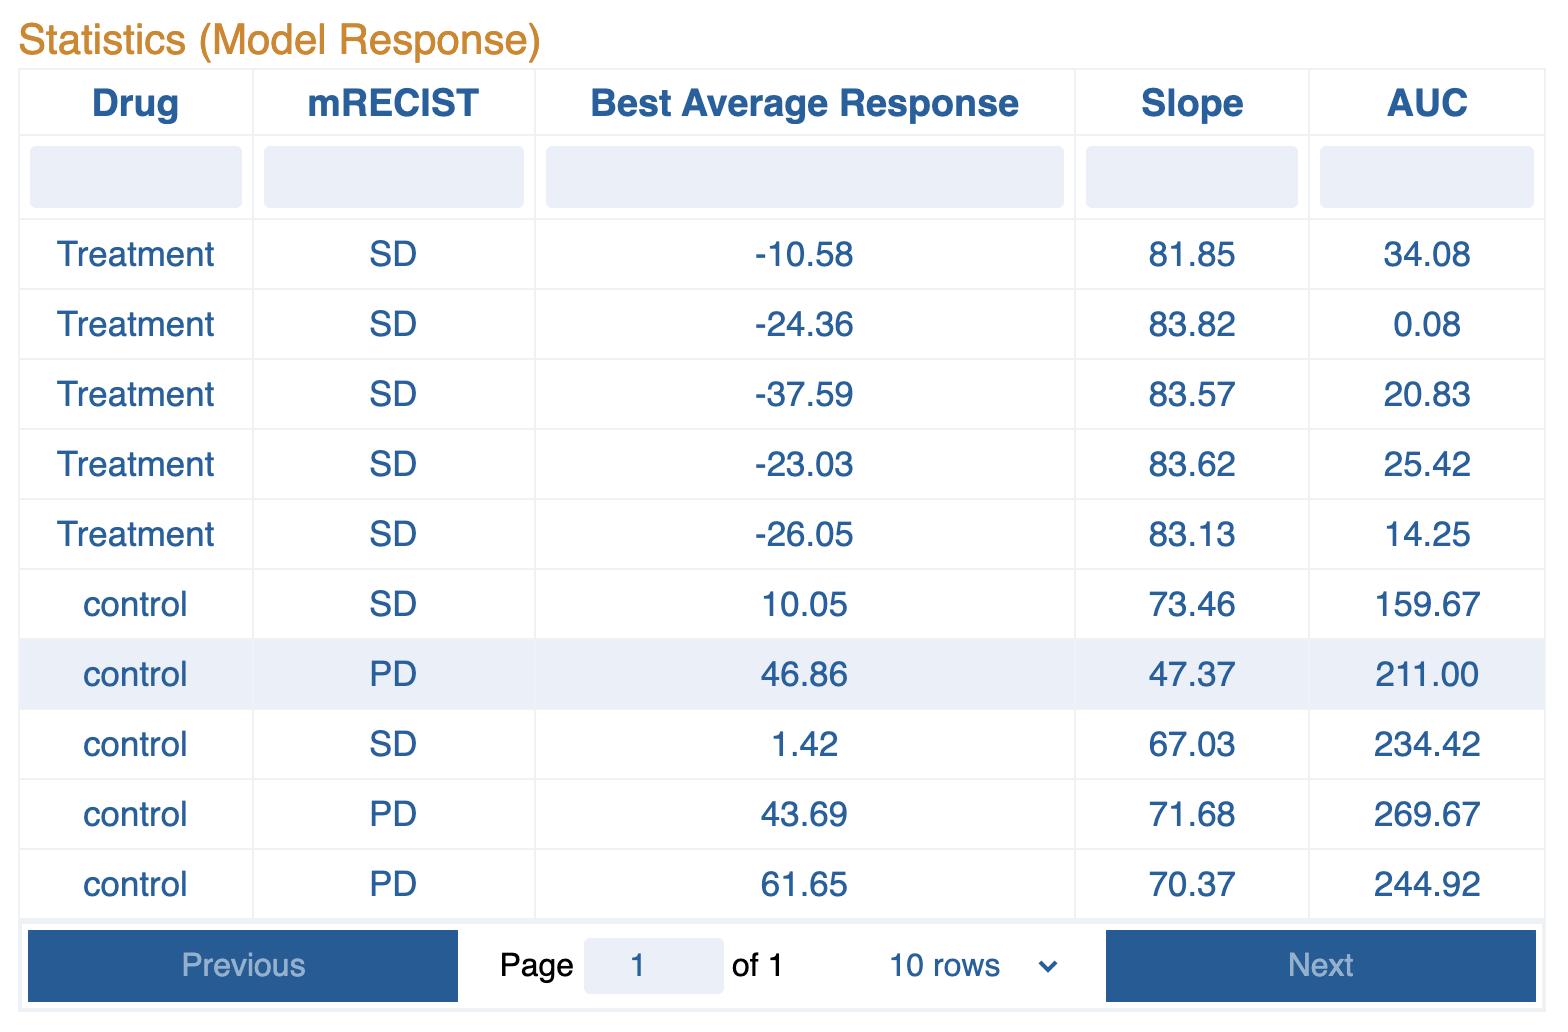 Statistics (Model Response)
Drug mRECIST Best Average Response Slope AUC
Treatment SD -10.58 81.85 34.08
Treatment SD -24.36 83.82 0.08
Treatment SD -37.59 83.57 20.83
Treatment SD -23.03 83.62 25.42
Treatment SD -26.05 83.13 14.25
control SD 10.05 73.46 159.67
control PD 46.86 47.37 211.00
control SD 1.42 67.03 234.42
control PD 43.69 71.68 269.67
control PD 61.65 70.37 244.92
Previous Page 1 of 1 10 rows Next